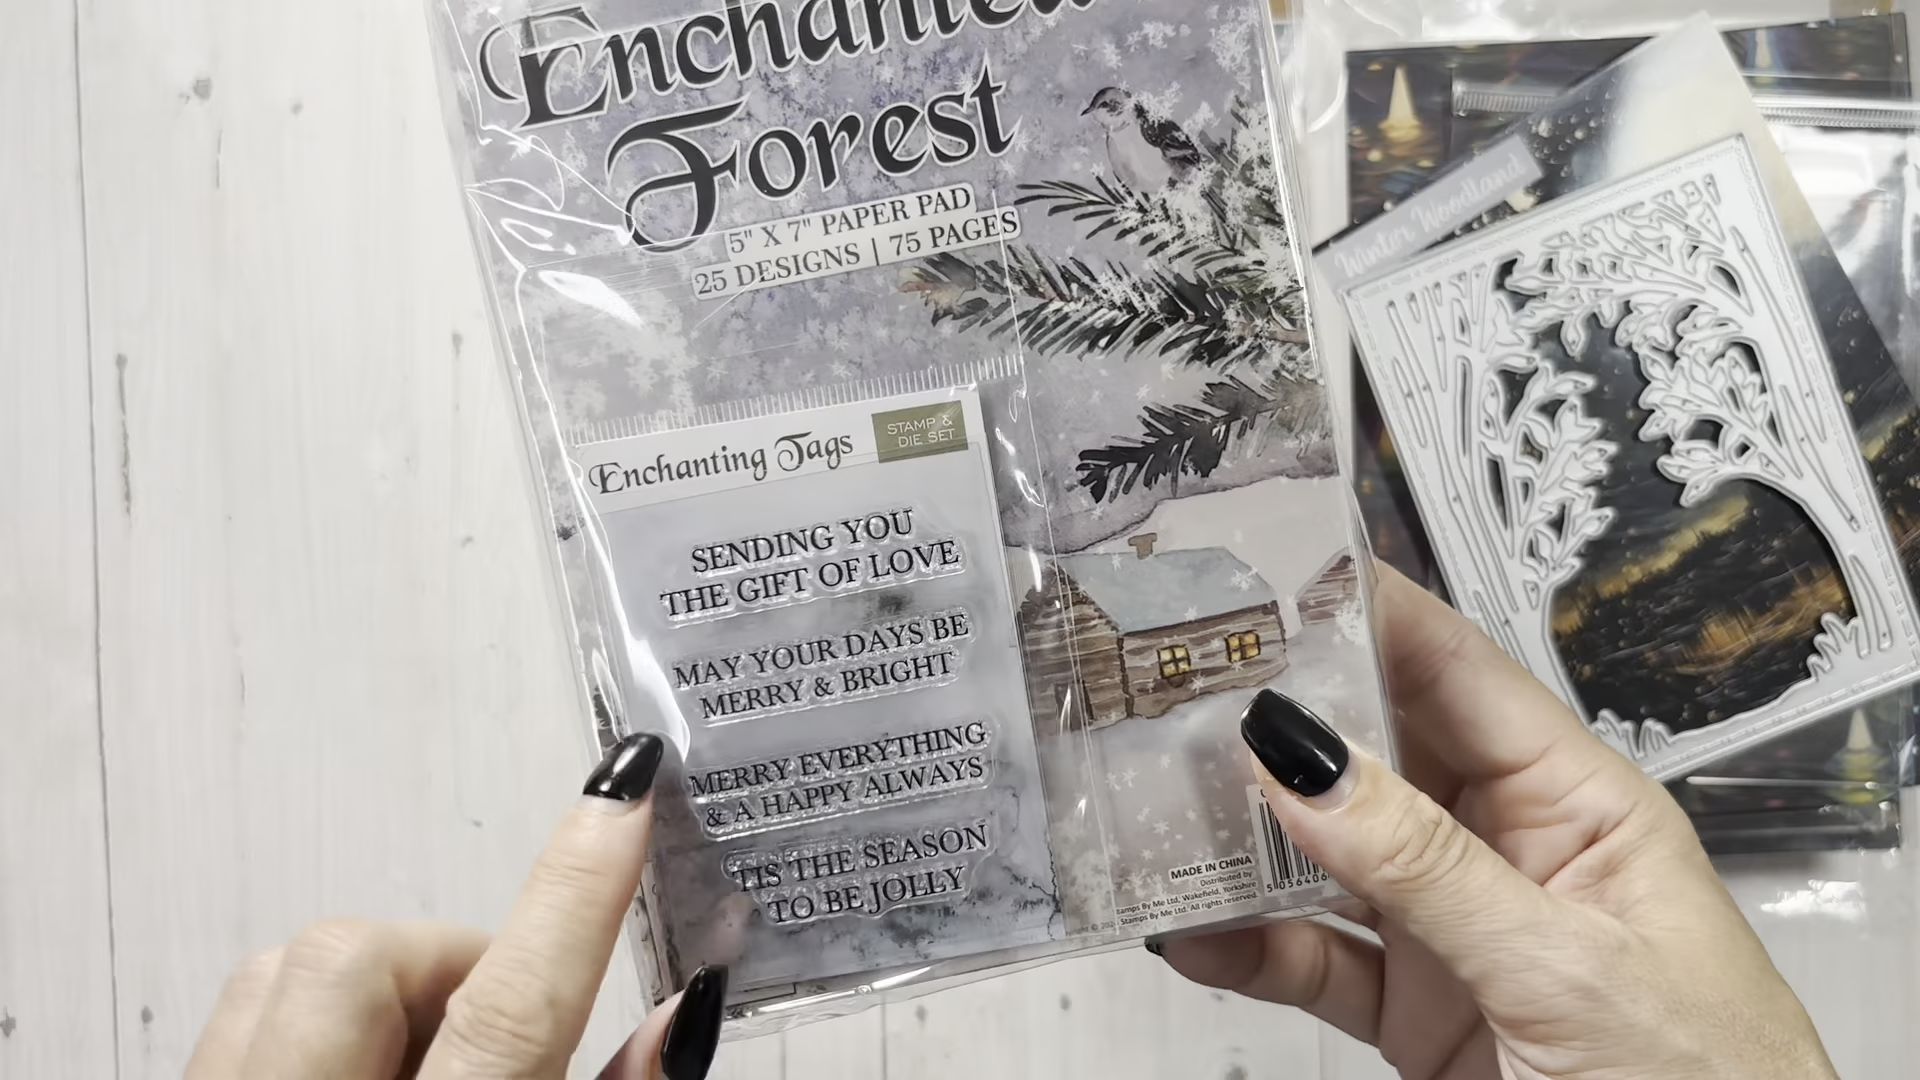 Enchanted
Forest
5" X 7" PAPER PAD
25 DESIGNS | 75 PAGES
Enchanting Tags
STAMP &
DIE SET
SENDING YOU
THE GIFT OF LOVE
MAY YOUR DAYS BE
MERRY & BRIGHT
MERRY EVERYTHING
& A HAPPY ALWAYS
'TIS THE SEASON
TO BE JOLLY
MADE IN CHINA
Distributed by
Stamps By Me Ltd, Wakefield, Yorkshire
Stamps By Me Ltd. All rights reserved.
5 056406
Winter Woodland